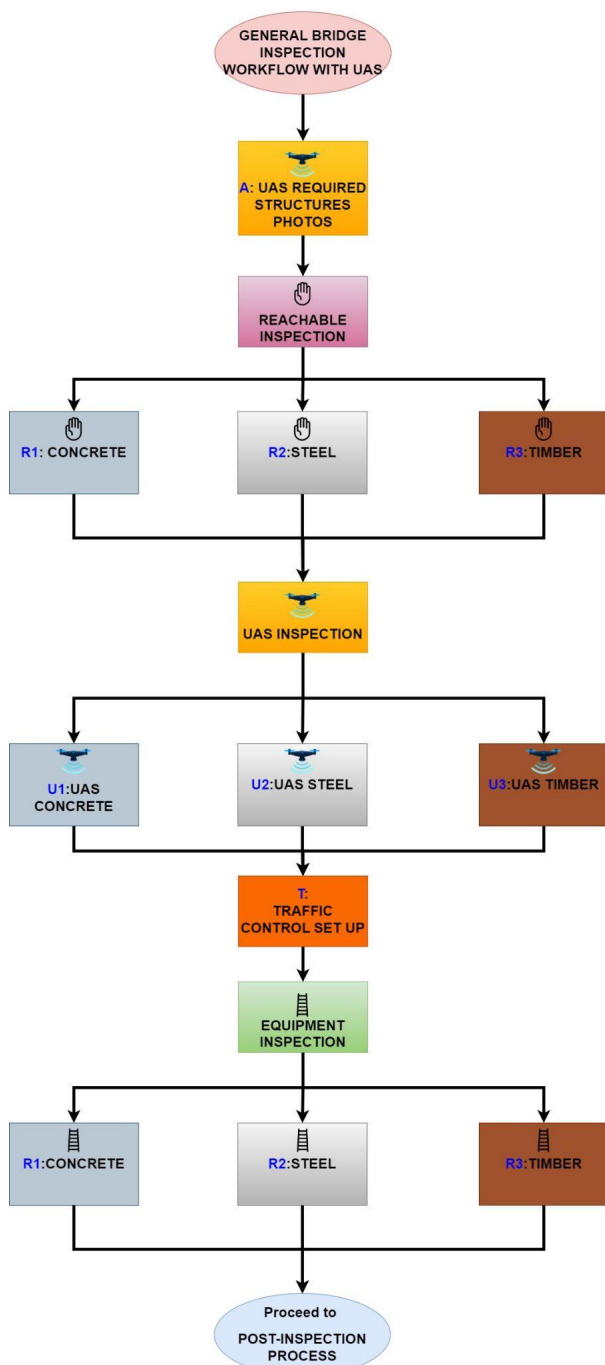 GENERAL BRIDGE
INSPECTION
WORKFLOW WITH UAS
A: UAS REQUIRED
STRUCTURES
PHOTOS
REACHABLE
INSPECTION
R1: CONCRETE
R2:STEEL
R3:TIMBER
UAS INSPECTION
U1:UAS
CONCRETE
U2:UAS STEEL
U3:UAS TIMBER
T:
TRAFFIC
CONTROL SET UP
EQUIPMENT
INSPECTION
R1:CONCRETE
R2:STEEL
R3:TIMBER
Proceed to
POST-INSPECTION
PROCESS